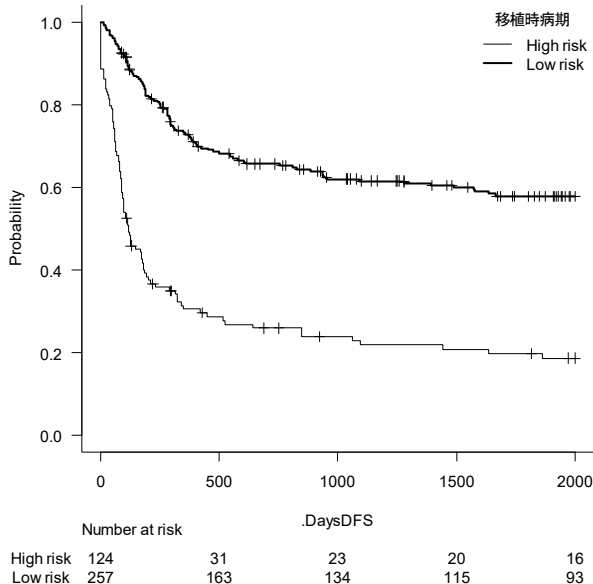 移植時病期
High risk
Low risk
1.0
0.8
0.6
0.4
0.2
0.0
Probability
0 500 1000 1500 2000
.DaysDFS
Number at risk
High risk 124 31 23 20 16
Low risk 257 163 134 115 93